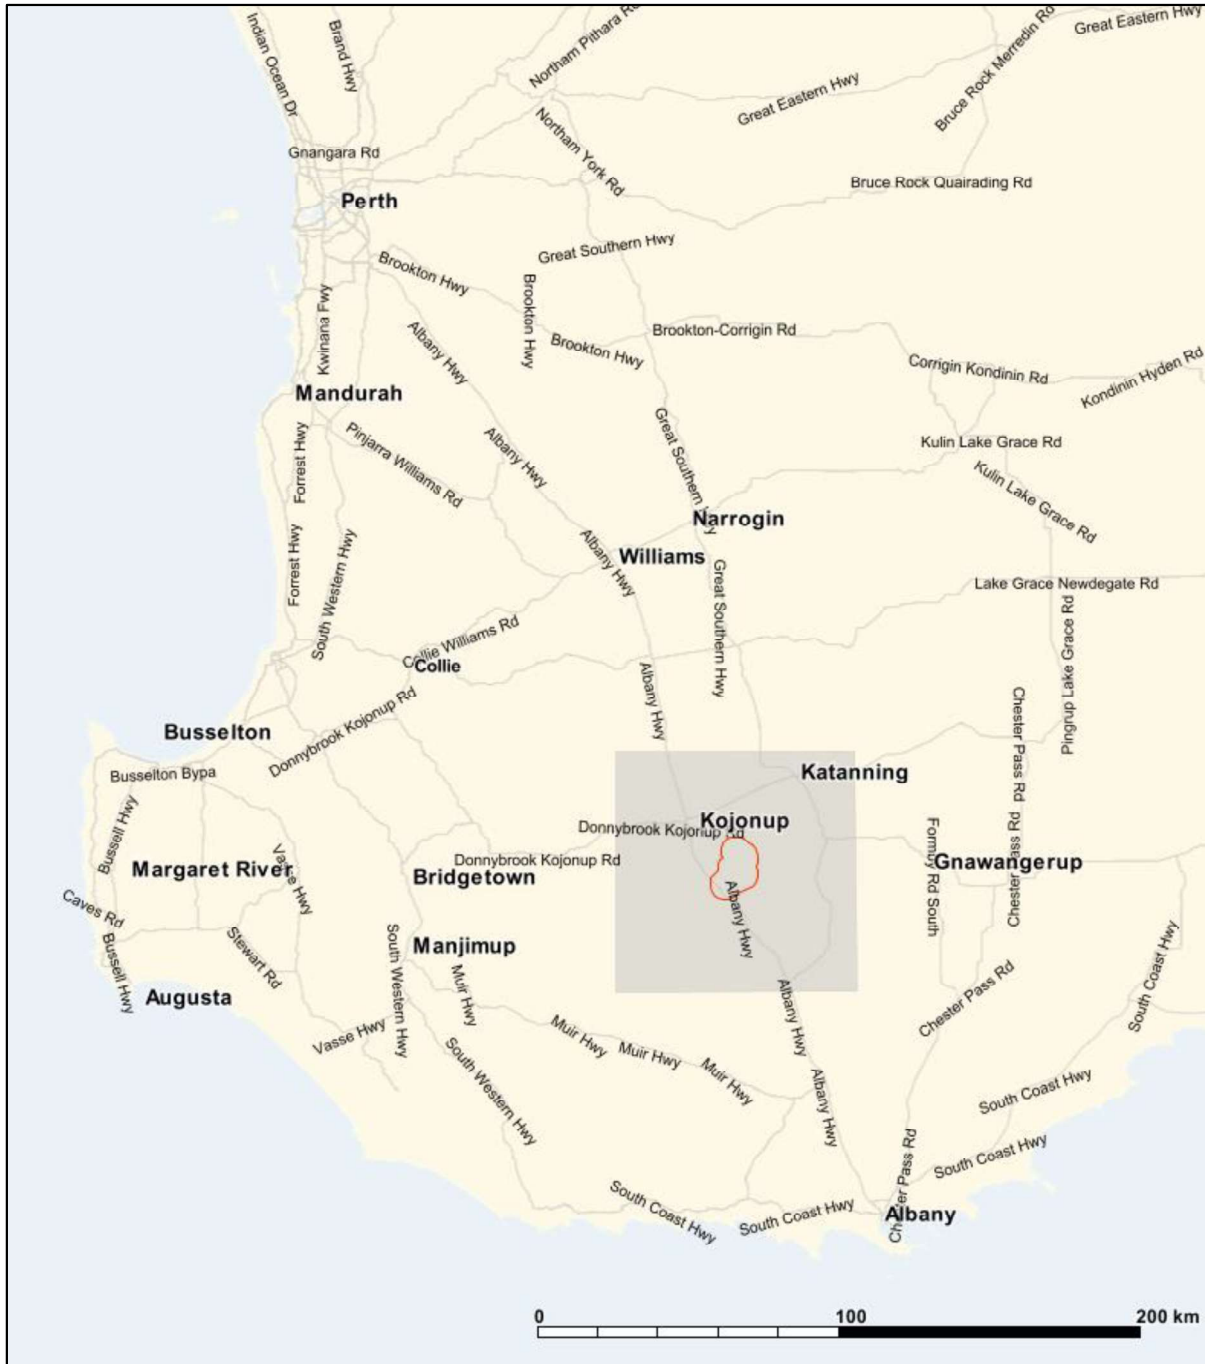 Indian Ocean Dr
Brand Hwy
Northam Pithara Rd
Bruce Rock Merredin Rd
Great Eastern Hwy
Great Eastern Hwy
Gnangara Rd
Northam York Rd
Bruce Rock Quairading Rd
Perth
Great Southern Hwy
Brookton Hwy
Brookton Hwy
Kwinana Fwy
Albany Hwy
Brookton Hwy
Brookton-Corrigin Rd
Corrigin Kondinin Rd
Kondinin Hyden Rd
Mandurah
Forrest Hwy
Pinjarra Williams Rd
Albany Hwy
Great Southern Hwy
Kulin Lake Grace Rd
Kulin Lake Grace Rd
Narrogin
Forrest Hwy
South Western Hwy
Albany Hwy
Williams
Great Southern Hwy
Lake Grace Newdegate Rd
Collie Williams Rd
Collie
Albany Hwy
Pingrup Lake Grace Rd
Busselton
Donnybrook Kojonup Rd
Chester Pass Rd
Busselton Bypa
Katanning
Bussell Hwy
Donnybrook Kojonup Rd
Kojonup
Margaret River
Vasse Hwy
Donnybrook Kojonup Rd
Bridgetown
Albany Hwy
Formby Rd South
Gnawangerup
Chester Pass Rd
Caves Rd
Bussell Hwy
Stewart Rd
South Western Hwy
Manjimup
Muir Hwy
Augusta
Vasse Hwy
South Western Hwy
Muir Hwy
Muir Hwy
Muir Hwy
Albany Hwy
Albany Hwy
Chester Pass Rd
South Coast Hwy
South Coast Hwy
South Coast Hwy
South Coast Hwy
South Coast Hwy
Chester Pass Rd
Albany
0 100 200 km